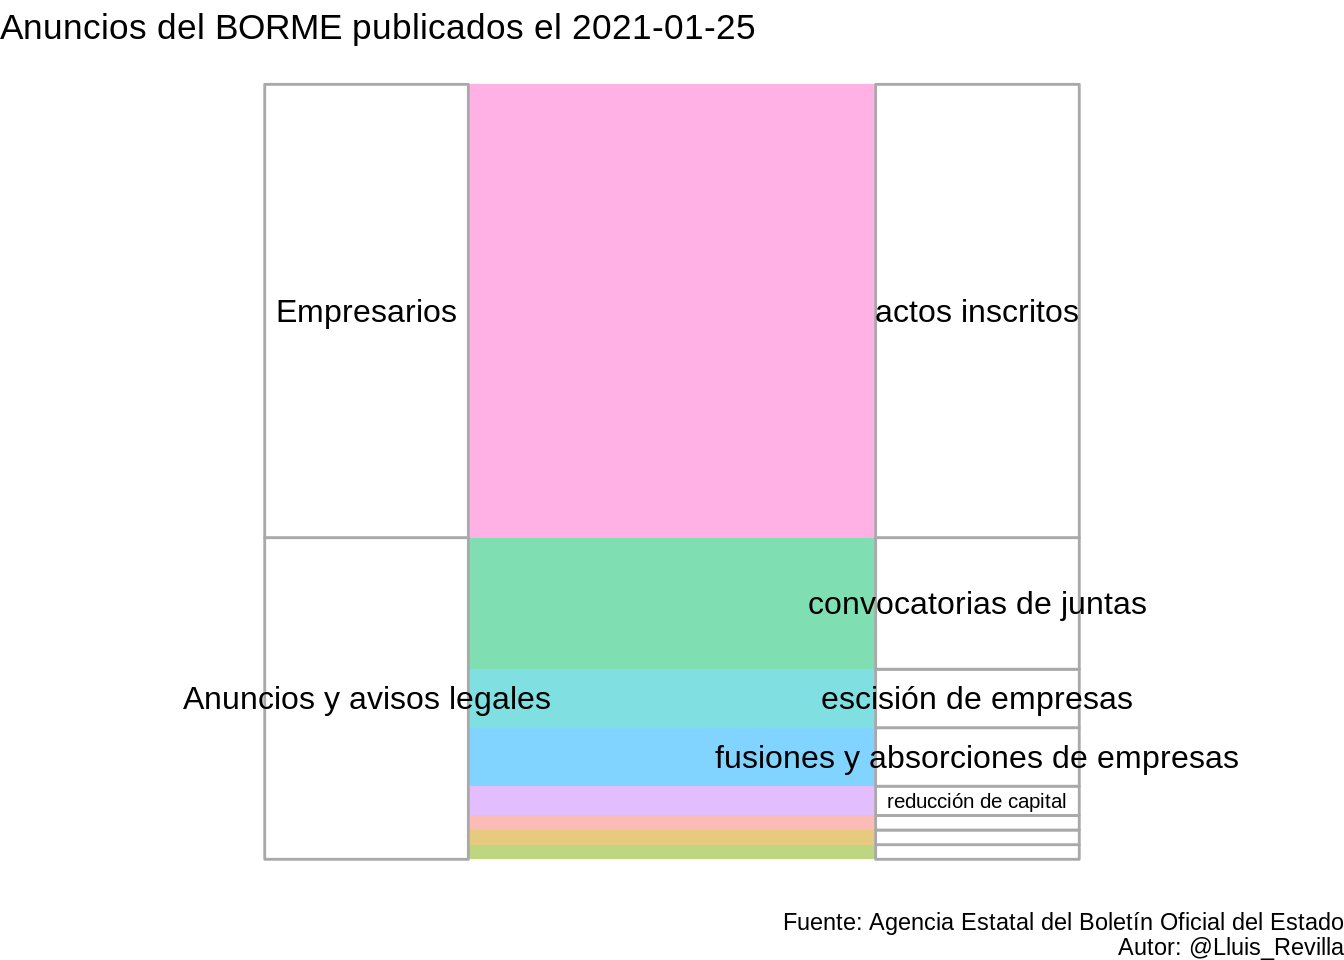 Anuncios del BORME publicados el 2021-01-25
Empresarios
actos inscritos
convocatorias de juntas
Anuncios y avisos legales
escisión de empresas
fusiones y absorciones de empresas
reducción de capital
Fuente: Agencia Estatal del Boletín Oficial del Estado
Autor: @Lluis_Revilla